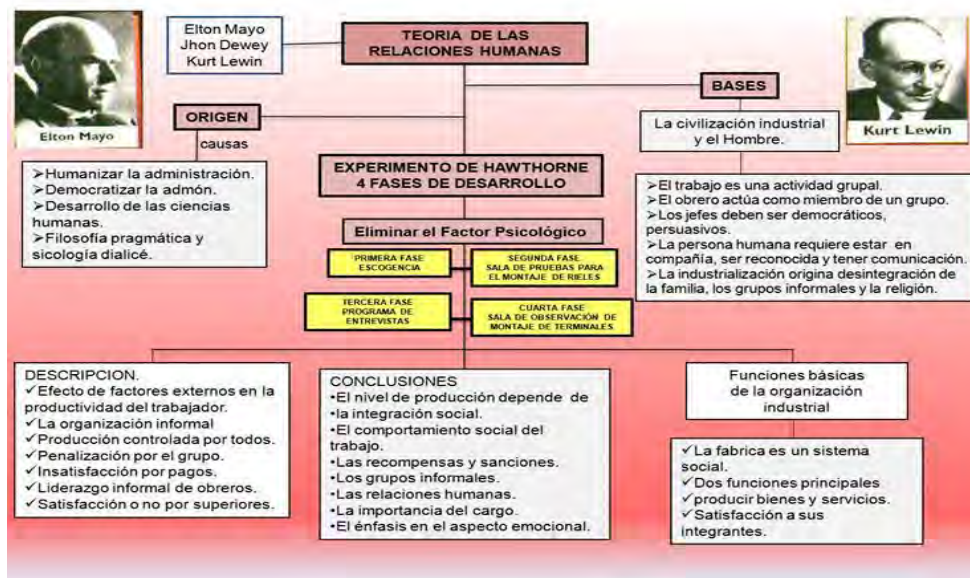 Elton Mayo
Jhon Dewey
Kurt Lewin
TEORIA DE LAS
RELACIONES HUMANAS
Elton Mayo
Kurt Lewin
ORIGEN
causas
➢Humanizar la administración.
➢Democratizar la admón.
➢Desarrollo de las ciencias
humanas.
➢Filosofía pragmática y
sicología dialicé.
BASES
La civilización industrial
y el Hombre.
➢El trabajo es una actividad grupal.
➢El obrero actúa como miembro de un grupo.
➢Los jefes deben ser democráticos,
persuasivos.
➢La persona humana requiere estar en
compañía, ser reconocida y tener comunicación.
➢La industrialización origina desintegración de
la familia, los grupos informales y la religión.
EXPERIMENTO DE HAWTHORNE
4 FASES DE DESARROLLO
Eliminar el Factor Psicológico
PRIMERA FASE
ESCOGENCIA
SEGUNDA FASE
SALA DE PRUEBAS PARA
EL MONTAJE DE RIELES
TERCERA FASE
PROGRAMA DE
ENTREVISTAS
CUARTA FASE
SALA DE OBSERVACIÓN DE
MONTAJE DE TERMINALES
DESCRIPCION.
✓Efecto de factores externos en la
productividad del trabajador.
✓La organización informal
✓Producción controlada por todos.
✓Penalización por el grupo.
✓Insatisfacción por pagos.
✓Liderazgo informal de obreros.
✓Satisfacción o no por superiores.
CONCLUSIONES
•El nivel de producción depende de
•la integración social.
•El comportamiento social del
trabajo.
•Las recompensas y sanciones.
•Los grupos informales.
•Las relaciones humanas.
•La importancia del cargo.
•El énfasis en el aspecto emocional.
Funciones básicas
de la organización
industrial
✓La fabrica es un sistema
social.
✓Dos funciones principales
✓producir bienes y servicios.
✓Satisfacción a sus
integrantes.